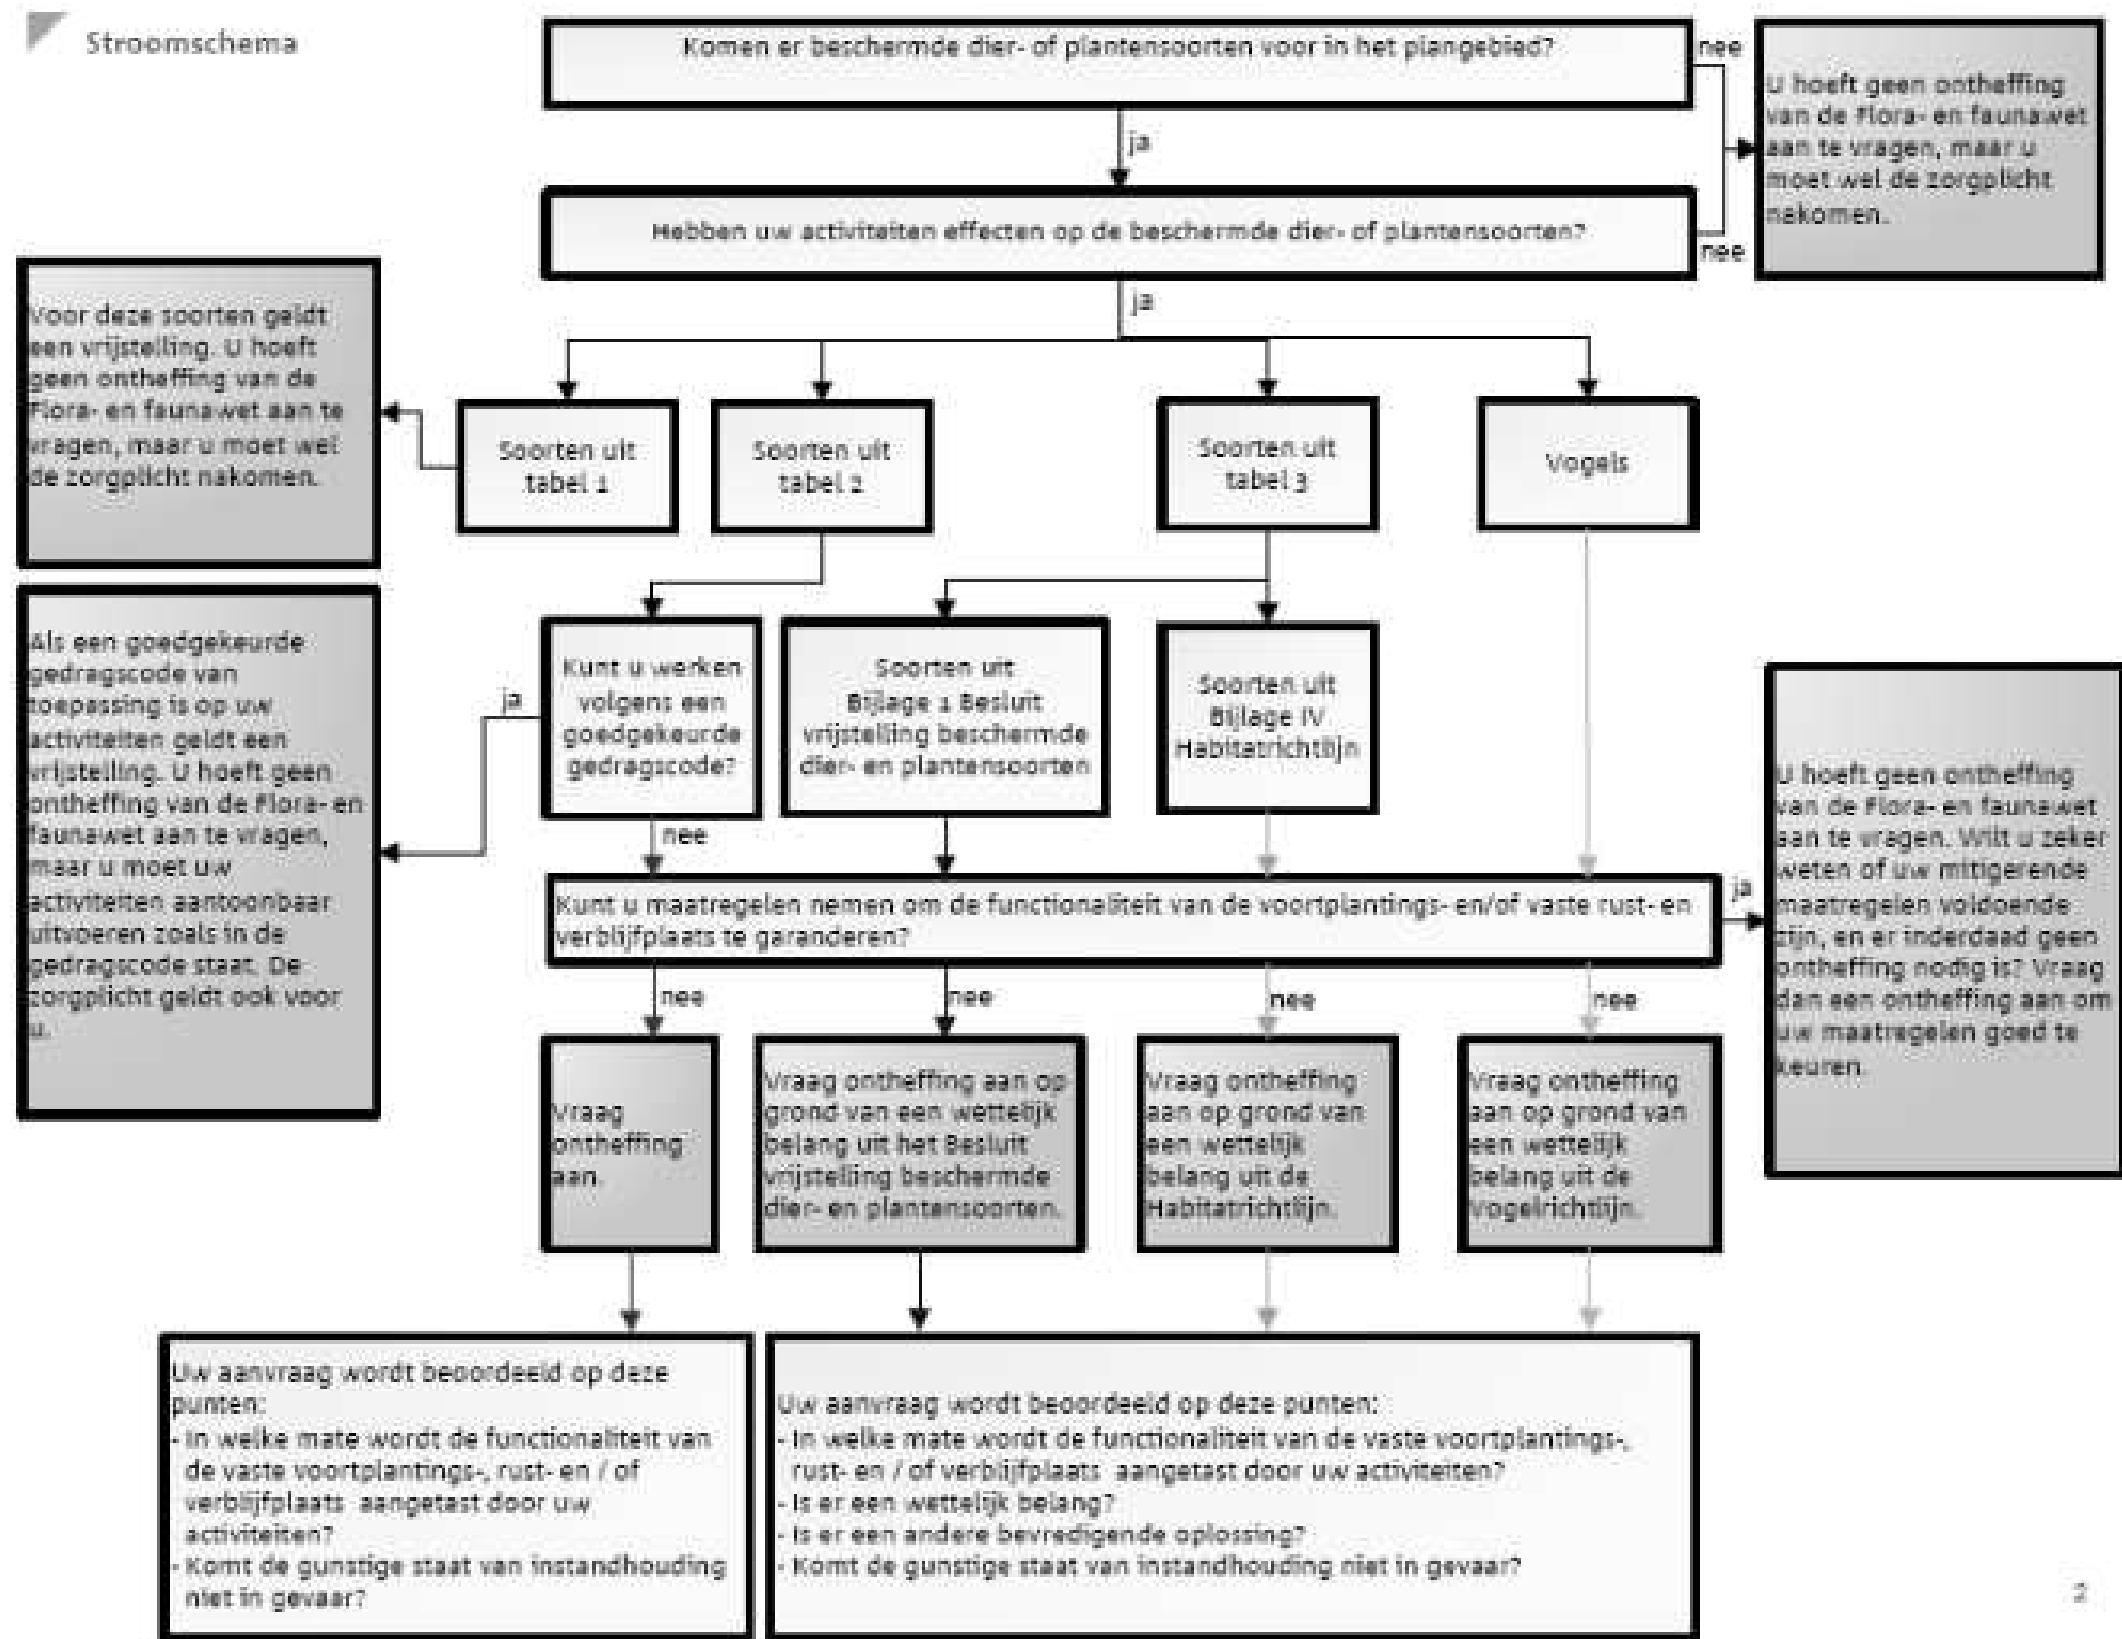 Stroomschema
Komen er beschermde dier- of plantensoorten voor in het plangebied?
nee
U hoeft geen ontheffing
van de Flora- en faunawet
aan te vragen, maar u
moet wel de zorgplicht
nakomen.
ja
Hebben uw activiteiten effecten op de beschermde dier- of plantensoorten?
nee
ja
Voor deze soorten geldt
een vrijstelling. U hoeft
geen ontheffing van de
Flora- en faunawet aan te
vragen, maar u moet wel
de zorgplicht nakomen.
Soorten uit
tabel 1
Soorten uit
tabel 2
Soorten uit
tabel 3
Vogels
Als een goedgekeurde
gedragscode van
toepassing is op uw
activiteiten geldt een
vrijstelling. U hoeft geen
ontheffing van de Flora- en
faunawet aan te vragen,
maar u moet uw
activiteiten aantoonbaar
uitvoeren zoals in de
gedragscode staat. De
zorgplicht geldt ook voor
u.
ja
Kunt u werken
volgens een
goedgekeurde
gedragscode?
Soorten uit
Bijlage 1 Besluit
vrijstelling beschermde
dier- en plantensoorten
Soorten uit
Bijlage IV
Habitatrichtlijn
nee
Kunt u maatregelen nemen om de functionaliteit van de voortplantings- en/of vaste rust- en
verblijfplaats te garanderen?
ja
U hoeft geen ontheffing
van de Flora- en faunawet
aan te vragen. Wilt u zeker
weten of uw mitigerende
maatregelen voldoende
zijn, en er inderdaad geen
ontheffing nodig is? Vraag
dan een ontheffing aan om
uw maatregelen goed te
keuren.
nee
nee
nee
nee
Vraag
ontheffing
aan.
Vraag ontheffing aan op
grond van een wettelijk
belang uit het Besluit
vrijstelling beschermde
dier- en plantensoorten.
Vraag ontheffing
aan op grond van
een wettelijk
belang uit de
Habitatrichtlijn.
Vraag ontheffing
aan op grond van
een wettelijk
belang uit de
Vogelrichtlijn.
Uw aanvraag wordt beoordeeld op deze
punten:
- In welke mate wordt de functionaliteit van
de vaste voortplantings-, rust- en / of
verblijfplaats aangetast door uw
activiteiten?
- Komt de gunstige staat van instandhouding
niet in gevaar?
Uw aanvraag wordt beoordeeld op deze punten:
- In welke mate wordt de functionaliteit van de vaste voortplantings-,
rust- en / of verblijfplaats aangetast door uw activiteiten?
- Is er een wettelijk belang?
- Is er een andere bevredigende oplossing?
- Komt de gunstige staat van instandhouding niet in gevaar?
2